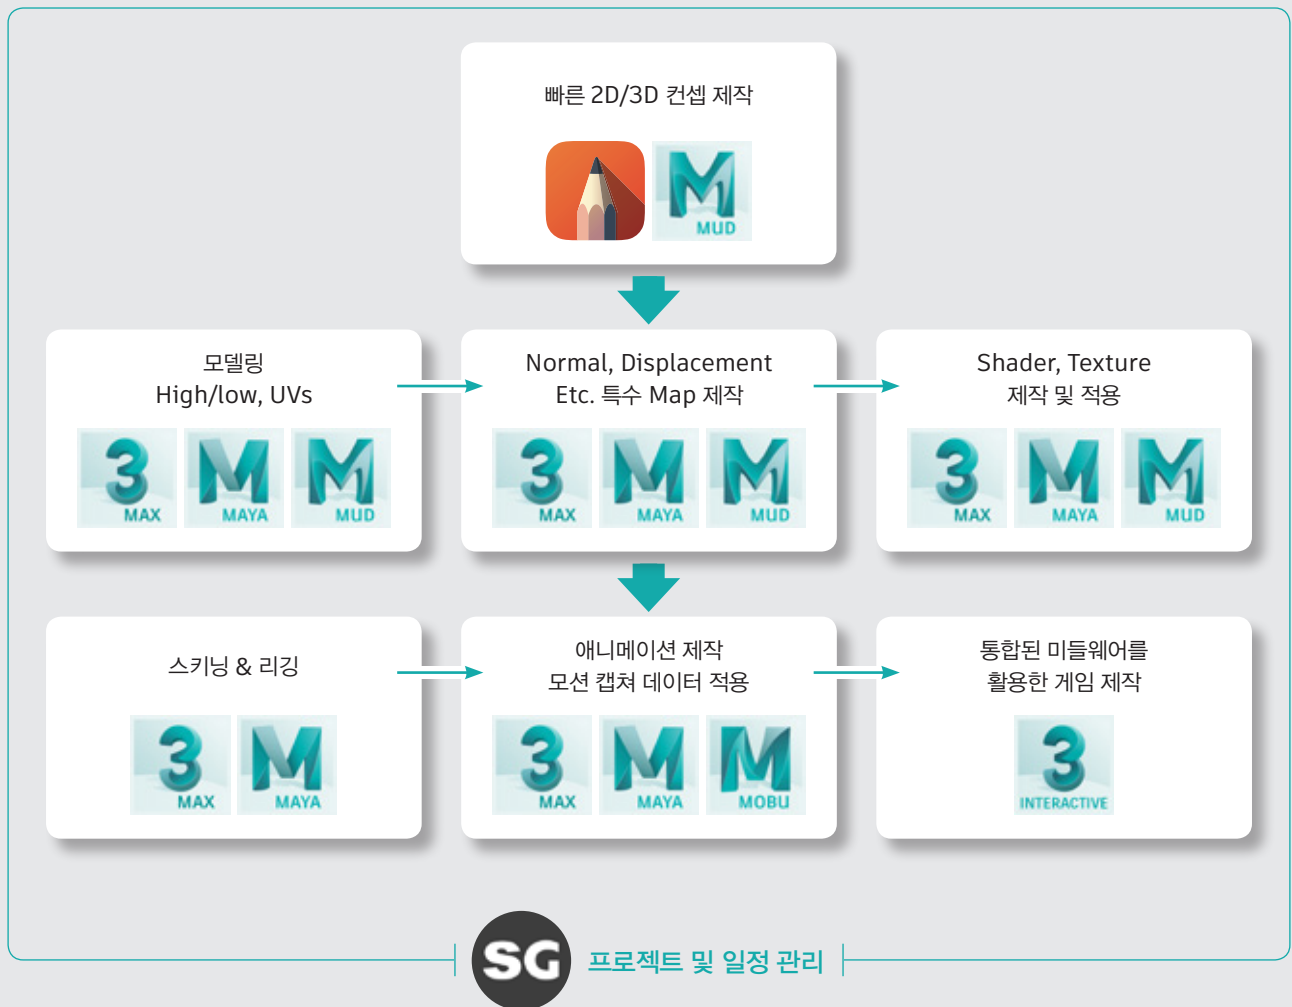 빠른 2D/3D 컨셉 제작
MUD
모델링
High/low, UVs
MAX
MAYA
MUD
Normal, Displacement
Etc. 특수 Map 제작
MAX
MAYA
MUD
Shader, Texture
제작 및 적용
MAX
MAYA
MUD
스키닝 & 리깅
MAX
MAYA
애니메이션 제작
모션 캡쳐 데이터 적용
MAX
MAYA
MOBU
통합된 미들웨어를
활용한 게임 제작
INTERACTIVE
SG
프로젝트 및 일정 관리